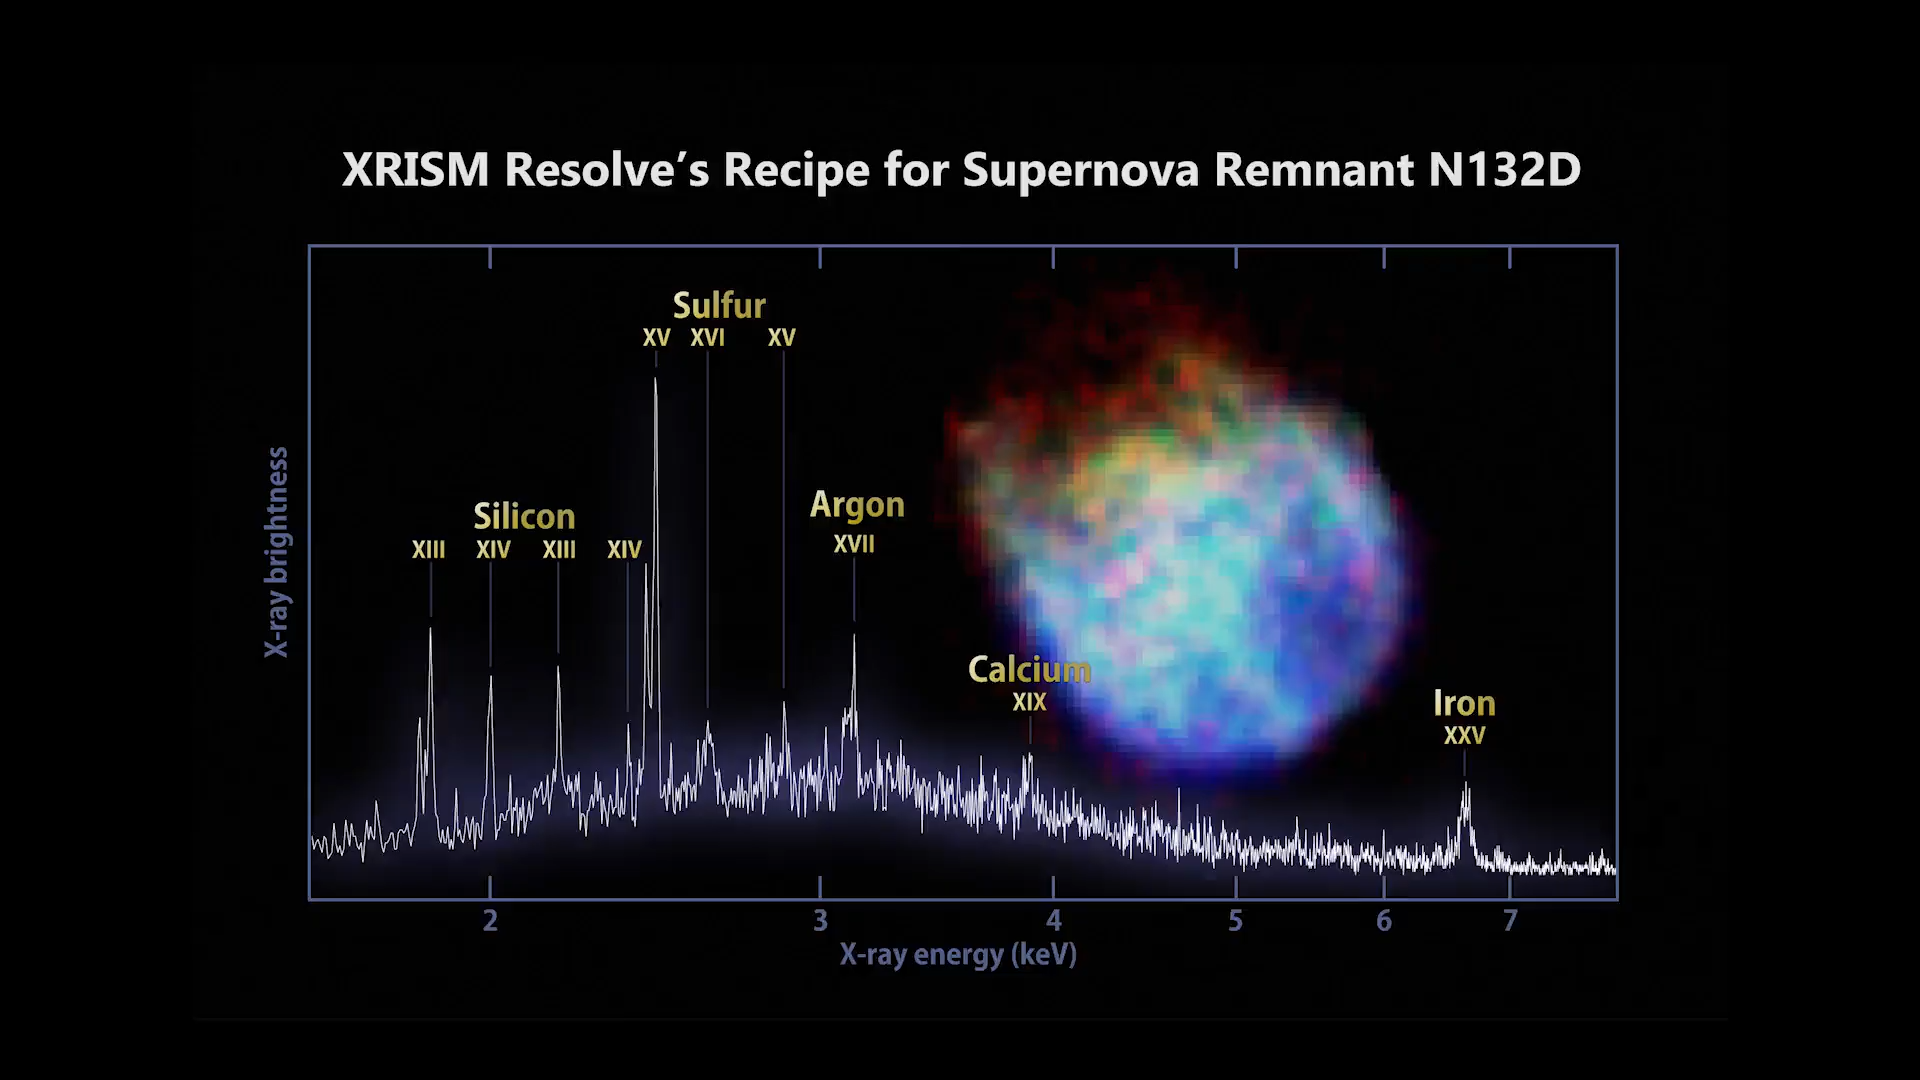 XRISM Resolve’s Recipe for Supernova Remnant N132D
Sulfur
XV XVI XV
Silicon
XIII XIV XIII XIV
Argon
XVII
Calcium
XIX
Iron
XXV
X-ray brightness
2 3 4 5 6 7
X-ray energy (keV)